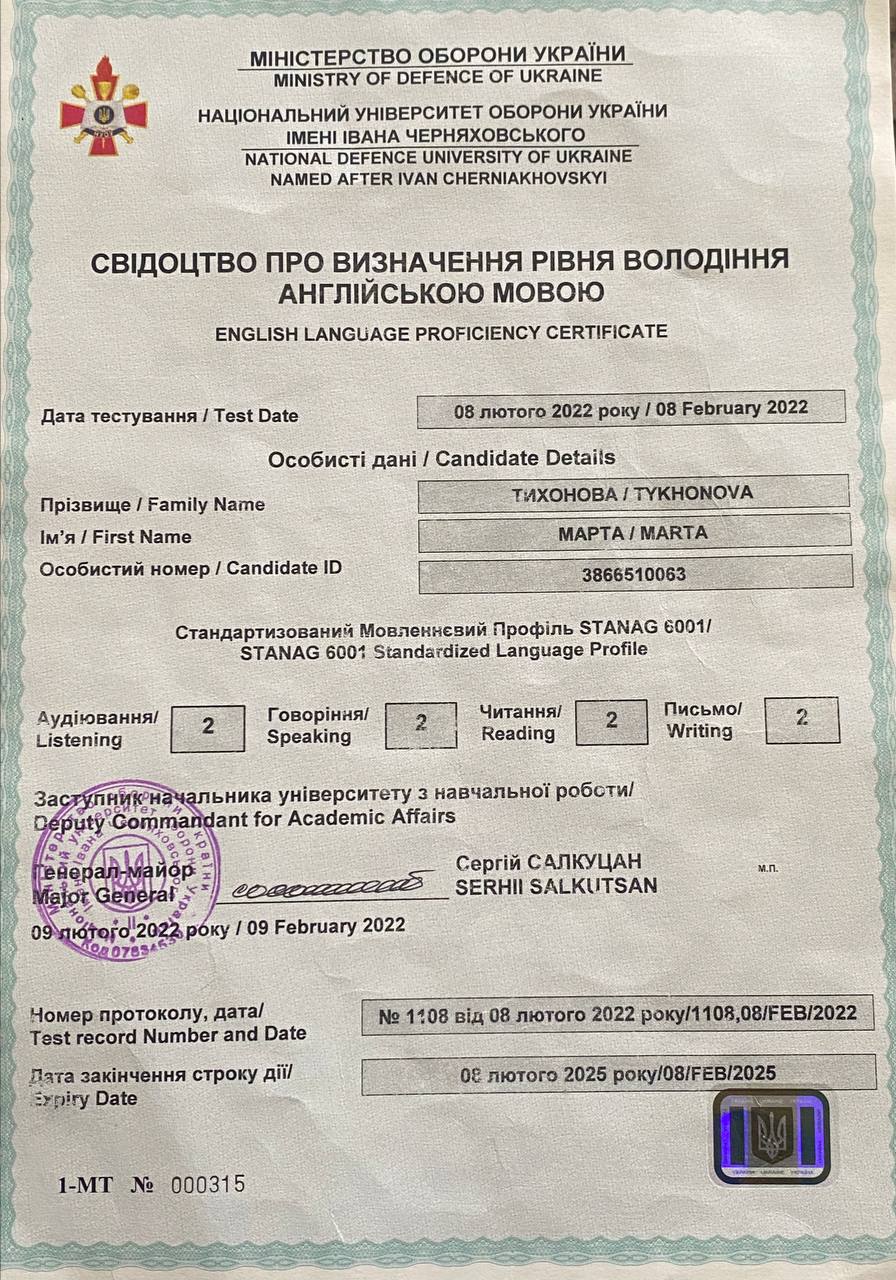 МІНІСТЕРСТВО ОБОРОНИ УКРАЇНИ
MINISTRY OF DEFENCE OF UKRAINE
НАЦІОНАЛЬНИЙ УНІВЕРСИТЕТ ОБОРОНИ УКРАЇНИ
ІМЕНІ ІВАНА ЧЕРНЯХОВСЬКОГО
NATIONAL DEFENCE UNIVERSITY OF UKRAINE
NAMED AFTER IVAN CHERNIAKHOVSKYI
СВІДОЦТВО ПРО ВИЗНАЧЕННЯ РІВНЯ ВОЛОДІННЯ
АНГЛІЙСЬКОЮ МОВОЮ
ENGLISH LANGUAGE PROFICIENCY CERTIFICATE
Дата тестування / Test Date 08 лютого 2022 року / 08 February 2022
Особисті дані / Candidate Details
Прізвище / Family Name ТИХОНОВА / TYKHONOVA
Ім'я / First Name МАРТА / MARTA
Особистий номер / Candidate ID 3866510063
Стандартизований Мовленнєвий Профіль STANAG 6001/
STANAG 6001 Standardized Language Profile
Аудіювання/ Listening 2 Говоріння/ Speaking 2 Читання/ Reading 2 Письмо/ Writing 2
Заступник начальника університету з навчальної роботи/
Deputy Commandant for Academic Affairs
Генерал-майор Сергій САЛКУЦАН м.п.
Major General SERHII SALKUTSAN
09 лютого 2022 року / 09 February 2022
Номер протоколу, дата/
Test record Number and Date № 1108 від 08 лютого 2022 року/1108,08/FEB/2022
Дата закінчення строку дії/
Expiry Date 08 лютого 2025 року/08/FEB/2025
1-МТ № 000315